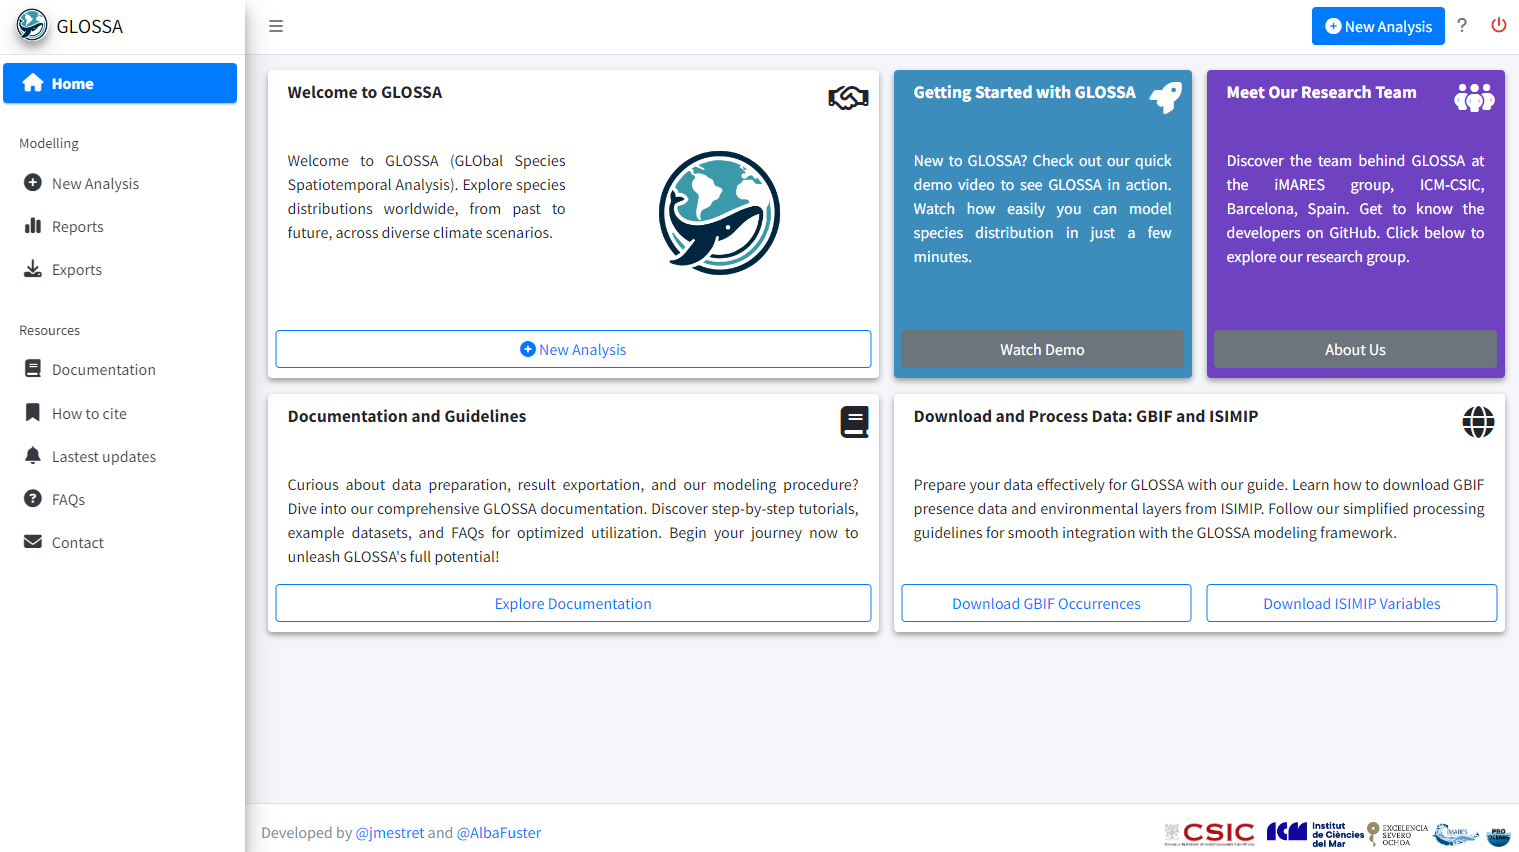 GLOSSA
New Analysis
?
Home
Modelling
New Analysis
Reports
Exports
Resources
Documentation
How to cite
Lastest updates
FAQs
Contact
Welcome to GLOSSA
Welcome to GLOSSA (GLObal Species
Spatiotemporal Analysis). Explore species
distributions worldwide, from past to
future, across diverse climate scenarios.
New Analysis
Getting Started with GLOSSA
New to GLOSSA? Check out our quick
demo video to see GLOSSA in action.
Watch how easily you can model
species distribution in just a few
minutes.
Watch Demo
Meet Our Research Team
Discover the team behind GLOSSA at
the iMARES group, ICM-CSIC,
Barcelona, Spain. Get to know the
developers on GitHub. Click below to
explore our research group.
About Us
Documentation and Guidelines
Curious about data preparation, result exportation, and our modeling procedure?
Dive into our comprehensive GLOSSA documentation. Discover step-by-step tutorials,
example datasets, and FAQs for optimized utilization. Begin your journey now to
unleash GLOSSA's full potential!
Explore Documentation
Download and Process Data: GBIF and ISIMIP
Prepare your data effectively for GLOSSA with our guide. Learn how to download GBIF
presence data and environmental layers from ISIMIP. Follow our simplified processing
guidelines for smooth integration with the GLOSSA modeling framework.
Download GBIF Occurrences
Download ISIMIP Variables
Developed by @jmestret and @AlbaFuster
CSIC
ICM
Institut
de Ciències
del Mar
EXCELENCIA
SEVERO
OCHOA
iMARES
PRO
OCEANS